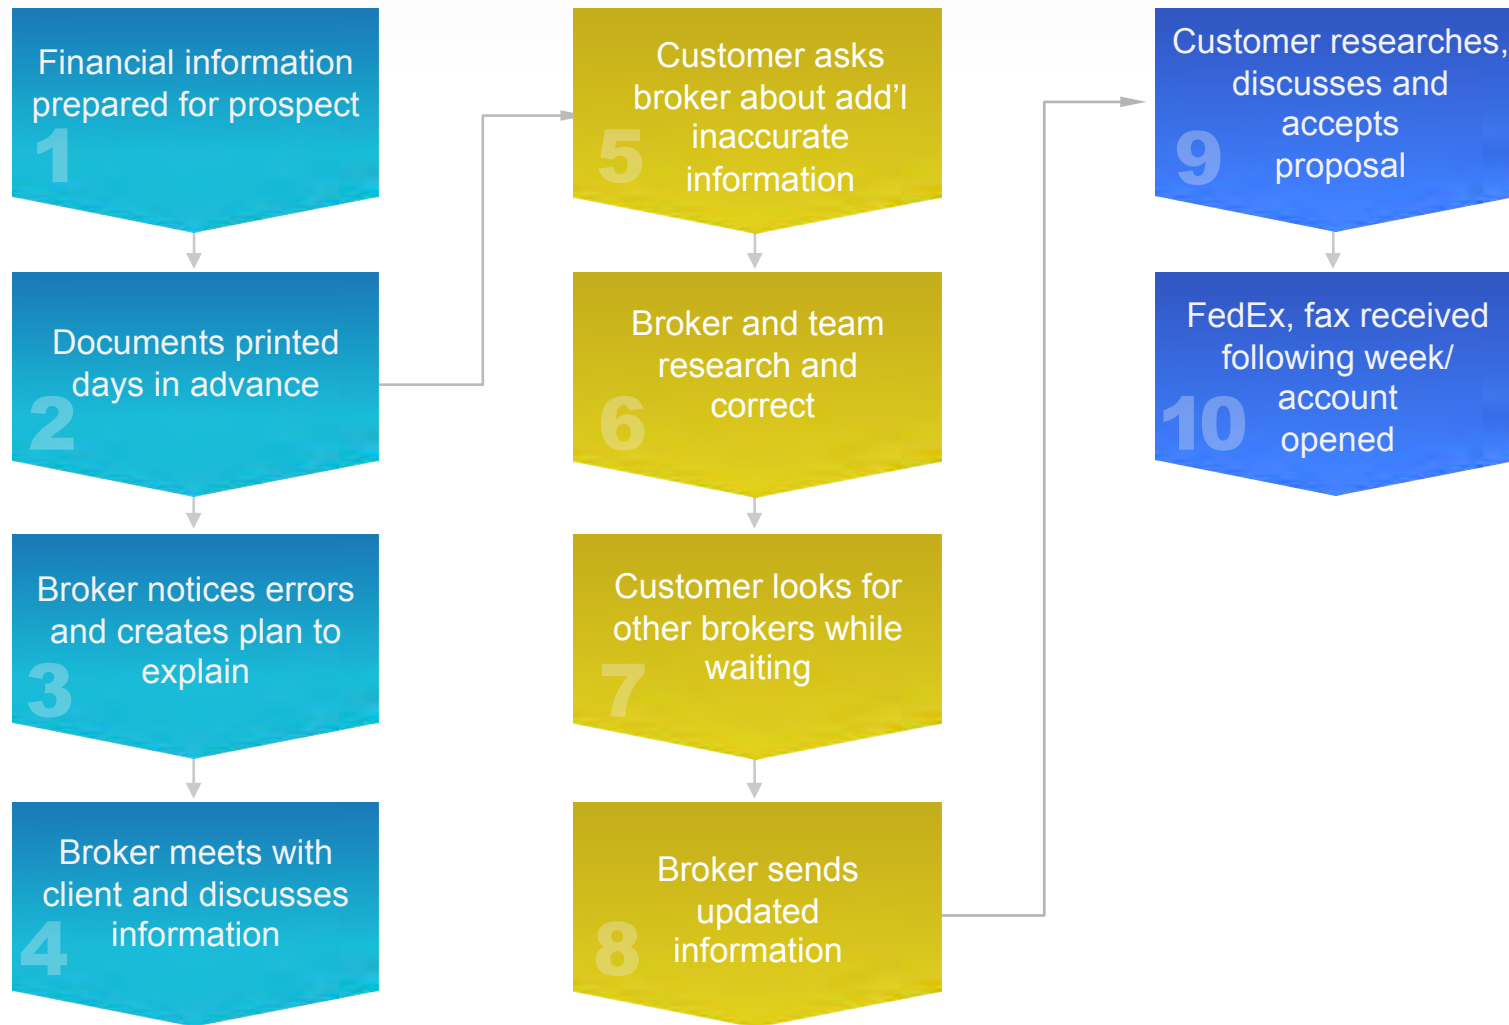 Financial information
prepared for prospect
1
Documents printed
days in advance
2
Broker notices errors
and creates plan to
explain
3
Broker meets with
client and discusses
information
4
Customer asks
broker about add’l
inaccurate
information
5
Broker and team
research and
correct
6
Customer looks for
other brokers while
waiting
7
Broker sends
updated
information
8
Customer researches,
discusses and
accepts
proposal
9
FedEx, fax received
following week/
account
opened
10